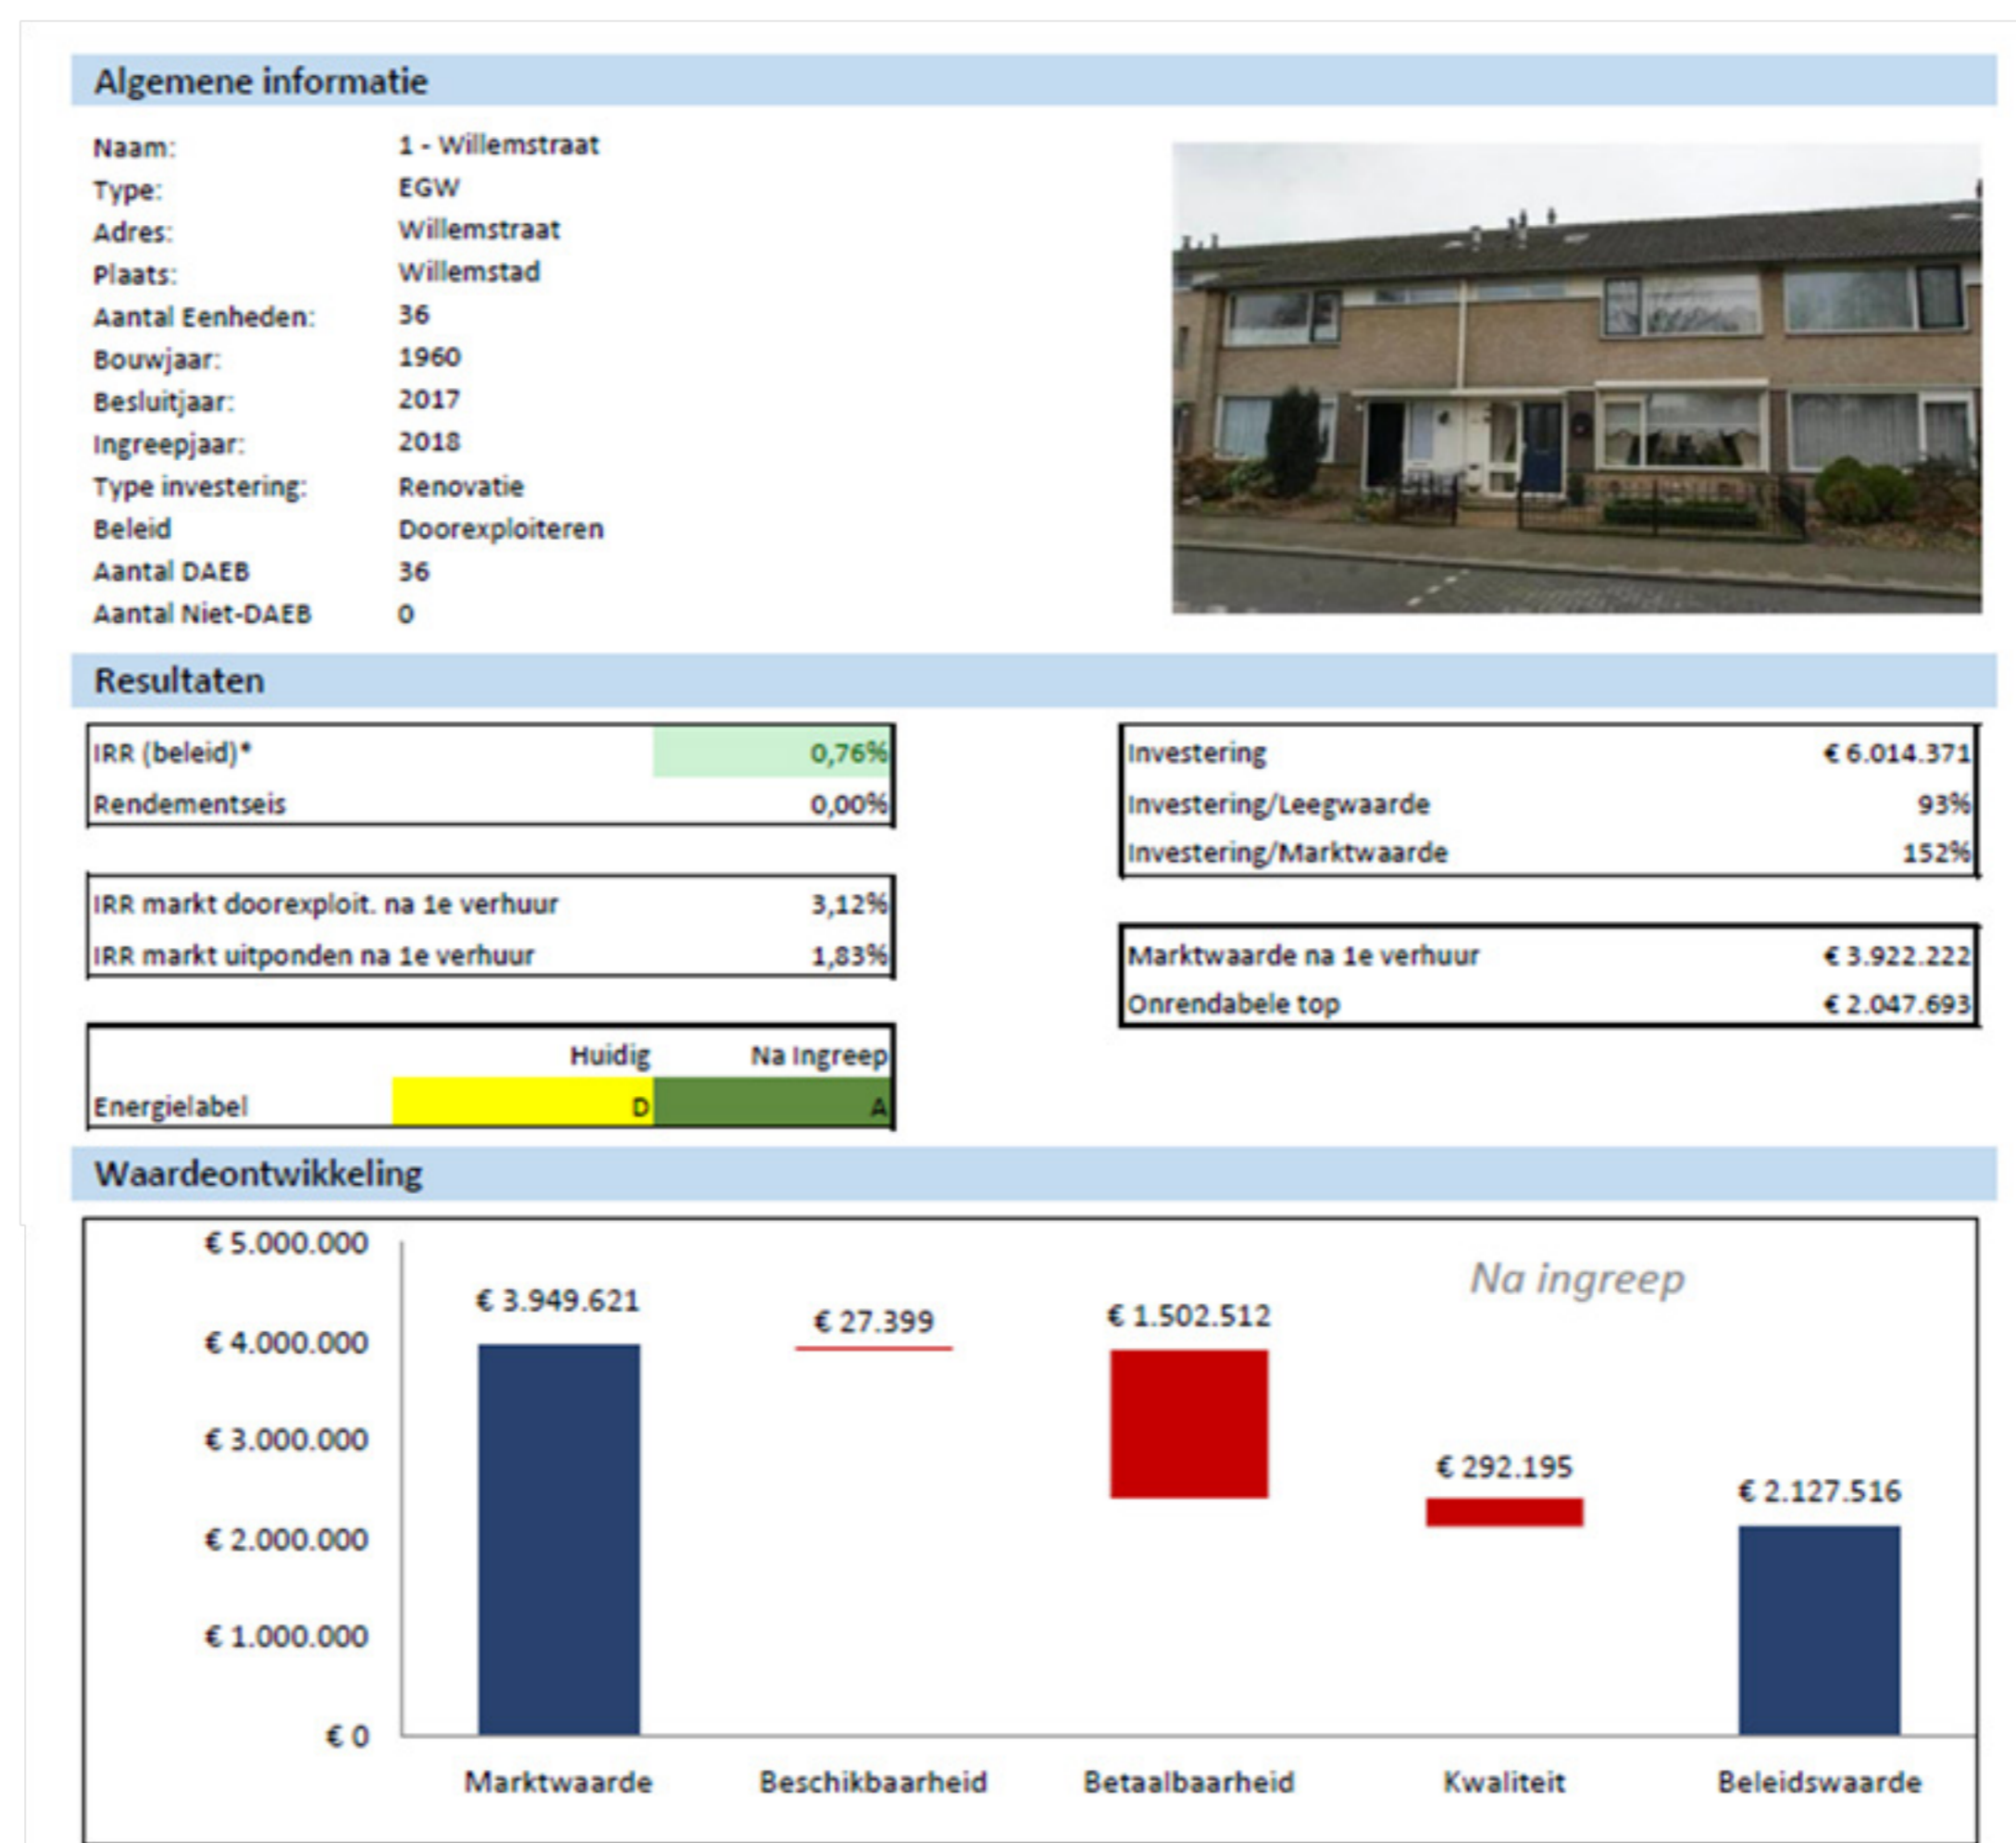 Algemene informatie
Naam: 1 - Willemstraat
Type: EGW
Adres: Willemstraat
Plaats: Willemstad
Aantal Eenheden: 36
Bouwjaar: 1960
Besluitjaar: 2017
Ingreepjaar: 2018
Type investering: Renovatie
Beleid Doorexploiteren
Aantal DAEB 36
Aantal Niet-DAEB 0
Resultaten
IRR (beleid)* 0,76%
Rendementseis 0,00%
Investering € 6.014.371
Investering/Leegwaarde 93%
Investering/Marktwaarde 152%
IRR markt doorexploit. na 1e verhuur 3,12%
IRR markt uitponden na 1e verhuur 1,83%
Marktwaarde na 1e verhuur € 3.922.222
Onrendabele top € 2.047.693
Huidig Na Ingreep
Energielabel D A
Waardeontwikkeling
€ 5.000.000
€ 4.000.000
€ 3.000.000
€ 2.000.000
€ 1.000.000
€ 0
Na ingreep
€ 3.949.621
€ 27.399
€ 1.502.512
€ 292.195
€ 2.127.516
Marktwaarde Beschikbaarheid Betaalbaarheid Kwaliteit Beleidswaarde